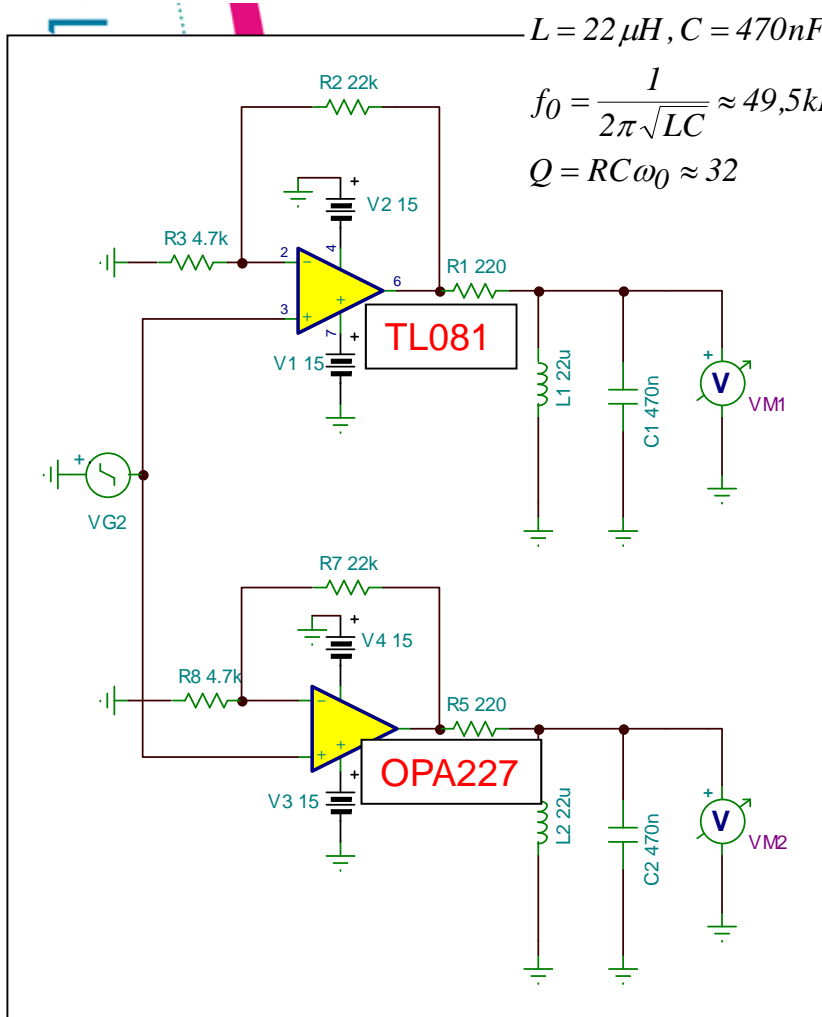 L = 22 μH , C = 470nF
f0 = 1 / 2π√LC ≈ 49,5k
Q = RCω0 ≈ 32
R2 22k
+
V2 15
R3 4.7k
2
4
−
6
R1 220
3
+
+
7
TL081
+
V1 15
L1 22u
C1 470n
+
V
VM1
+
VG2
R7 22k
+
V4 15
R8 4.7k
−
R5 220
+
+
OPA227
+
V3 15
L2 22u
C2 470n
+
V
VM2